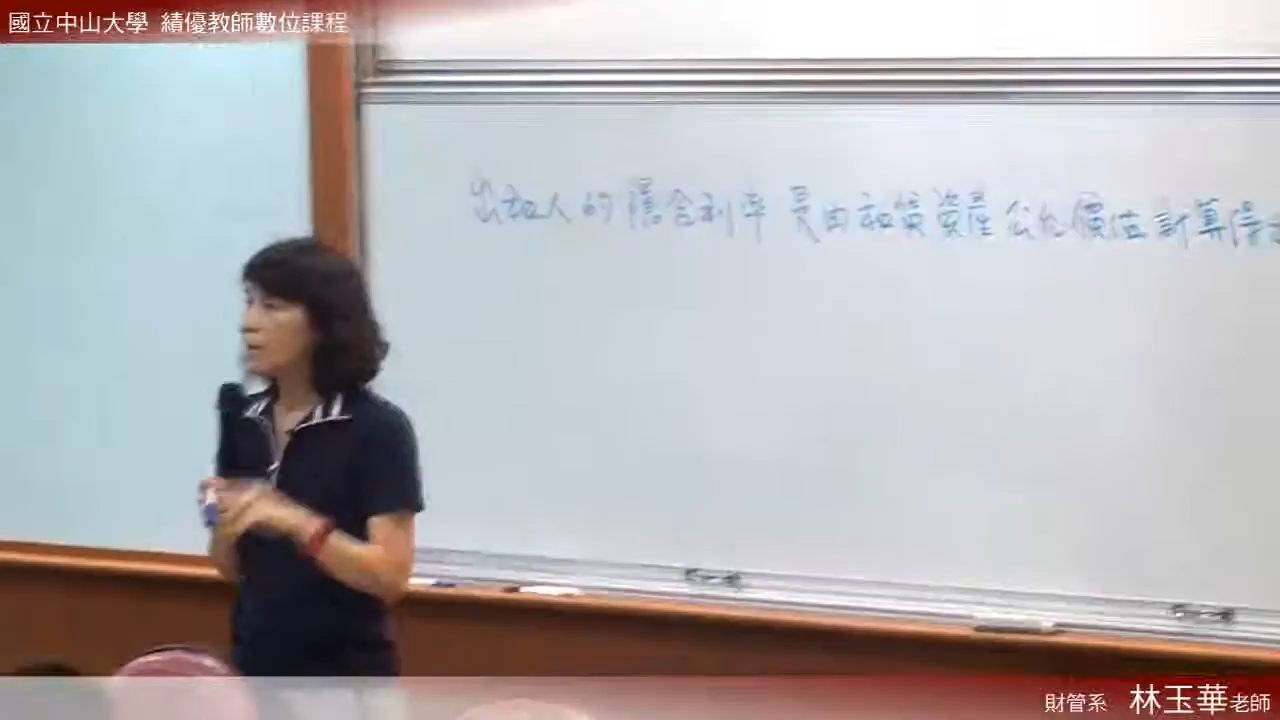 國立中山大學 績優教師數位課程
出租人的隱含利率是由租賃資產公允價值計算得
財管系 林玉華老師